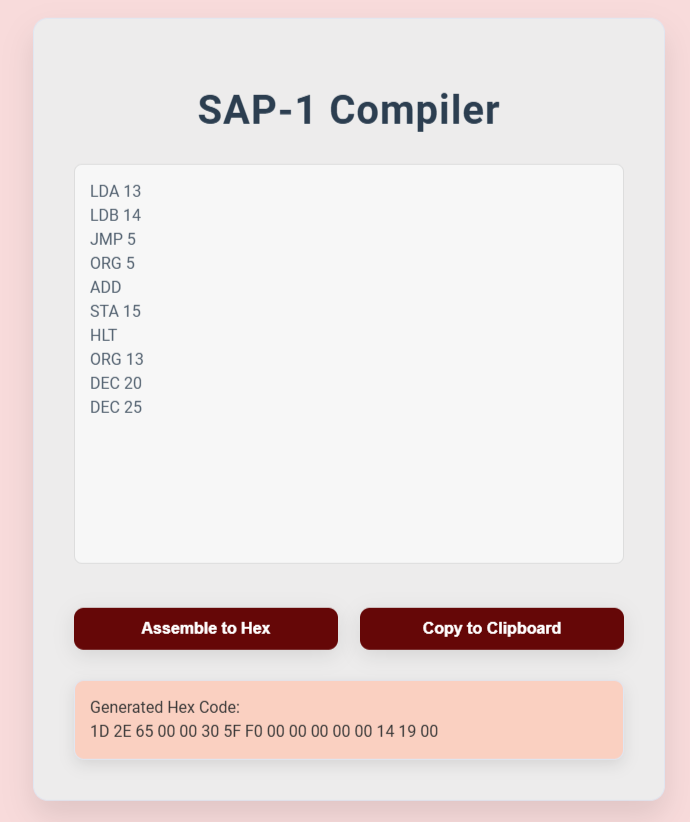 SAP-1 Compiler
LDA 13
LDB 14
JMP 5
ORG 5
ADD
STA 15
HLT
ORG 13
DEC 20
DEC 25
Assemble to Hex
Copy to Clipboard
Generated Hex Code:
1D 2E 65 00 00 30 5F F0 00 00 00 00 00 14 19 00